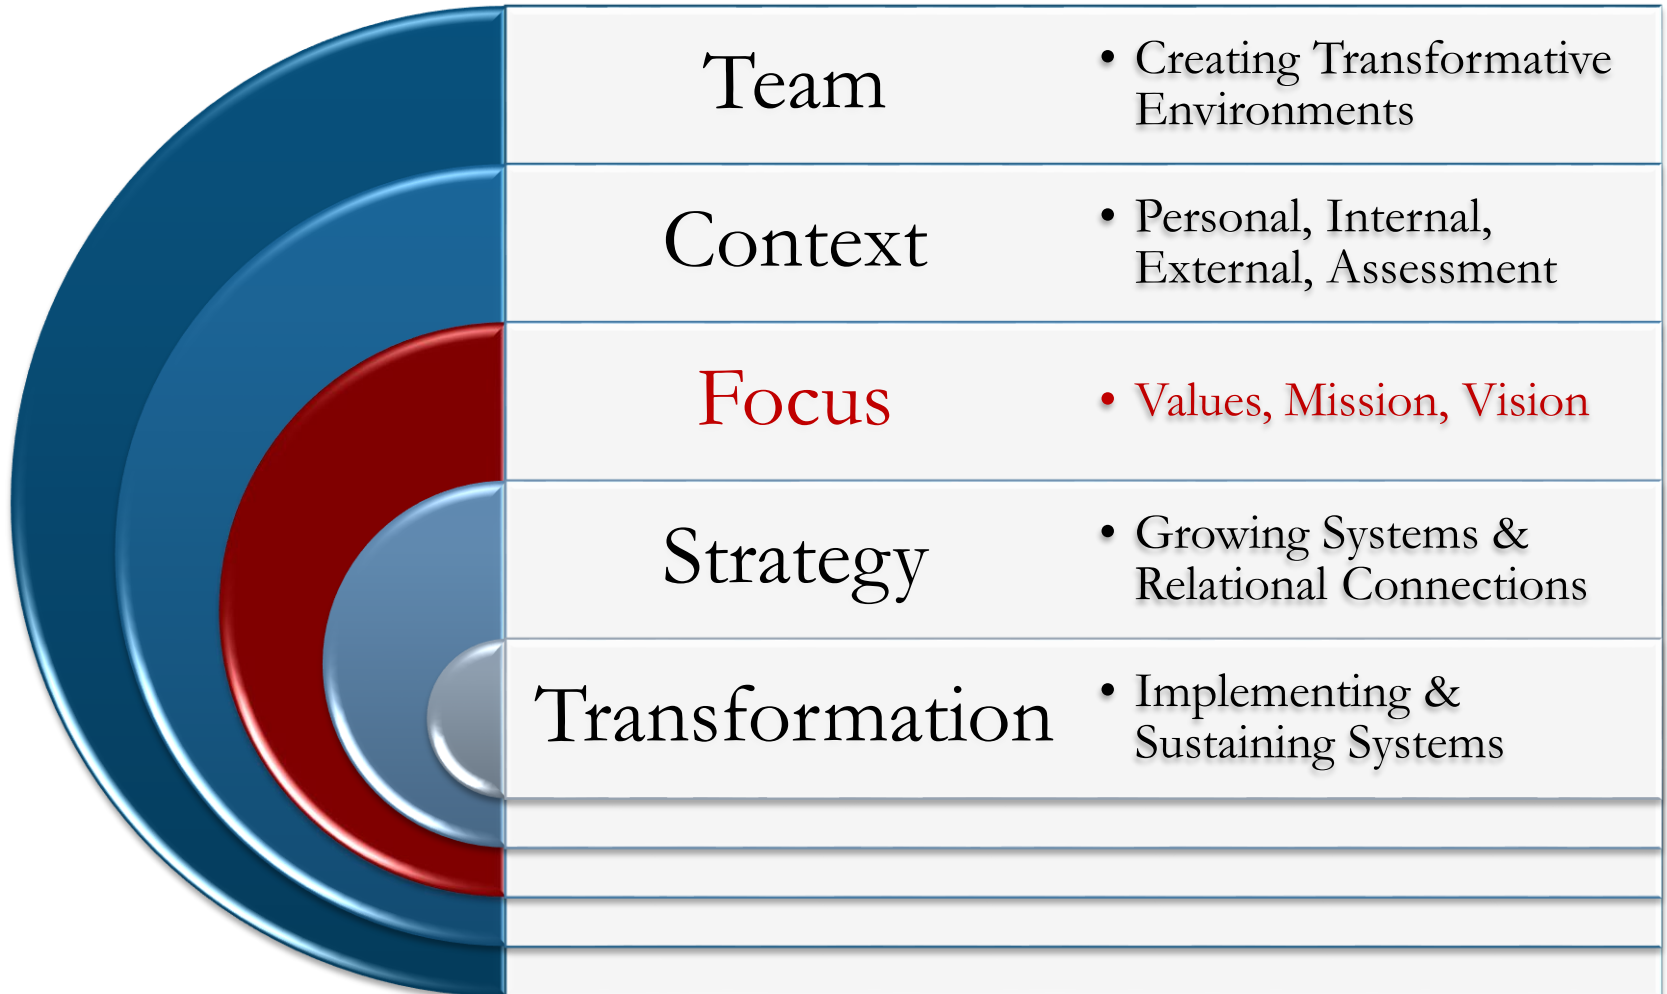 Team
• Creating Transformative
Environments
Context
• Personal, Internal,
External, Assessment
Focus
• Values, Mission, Vision
Strategy
• Growing Systems &
Relational Connections
Transformation
• Implementing &
Sustaining Systems